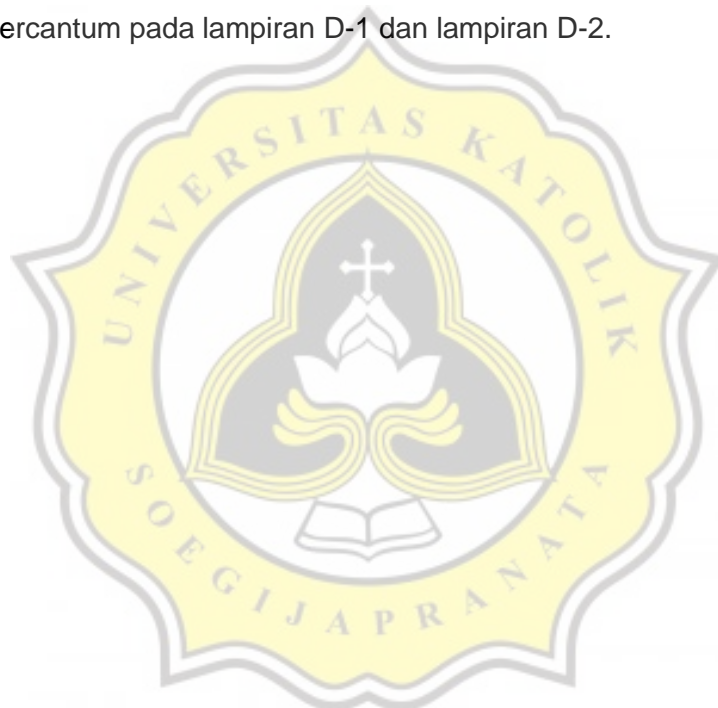 ercantum pada lampiran D-1 dan lampiran D-2.
UNIVERSITAS KATOLIK
SOEGIJAPRANATA